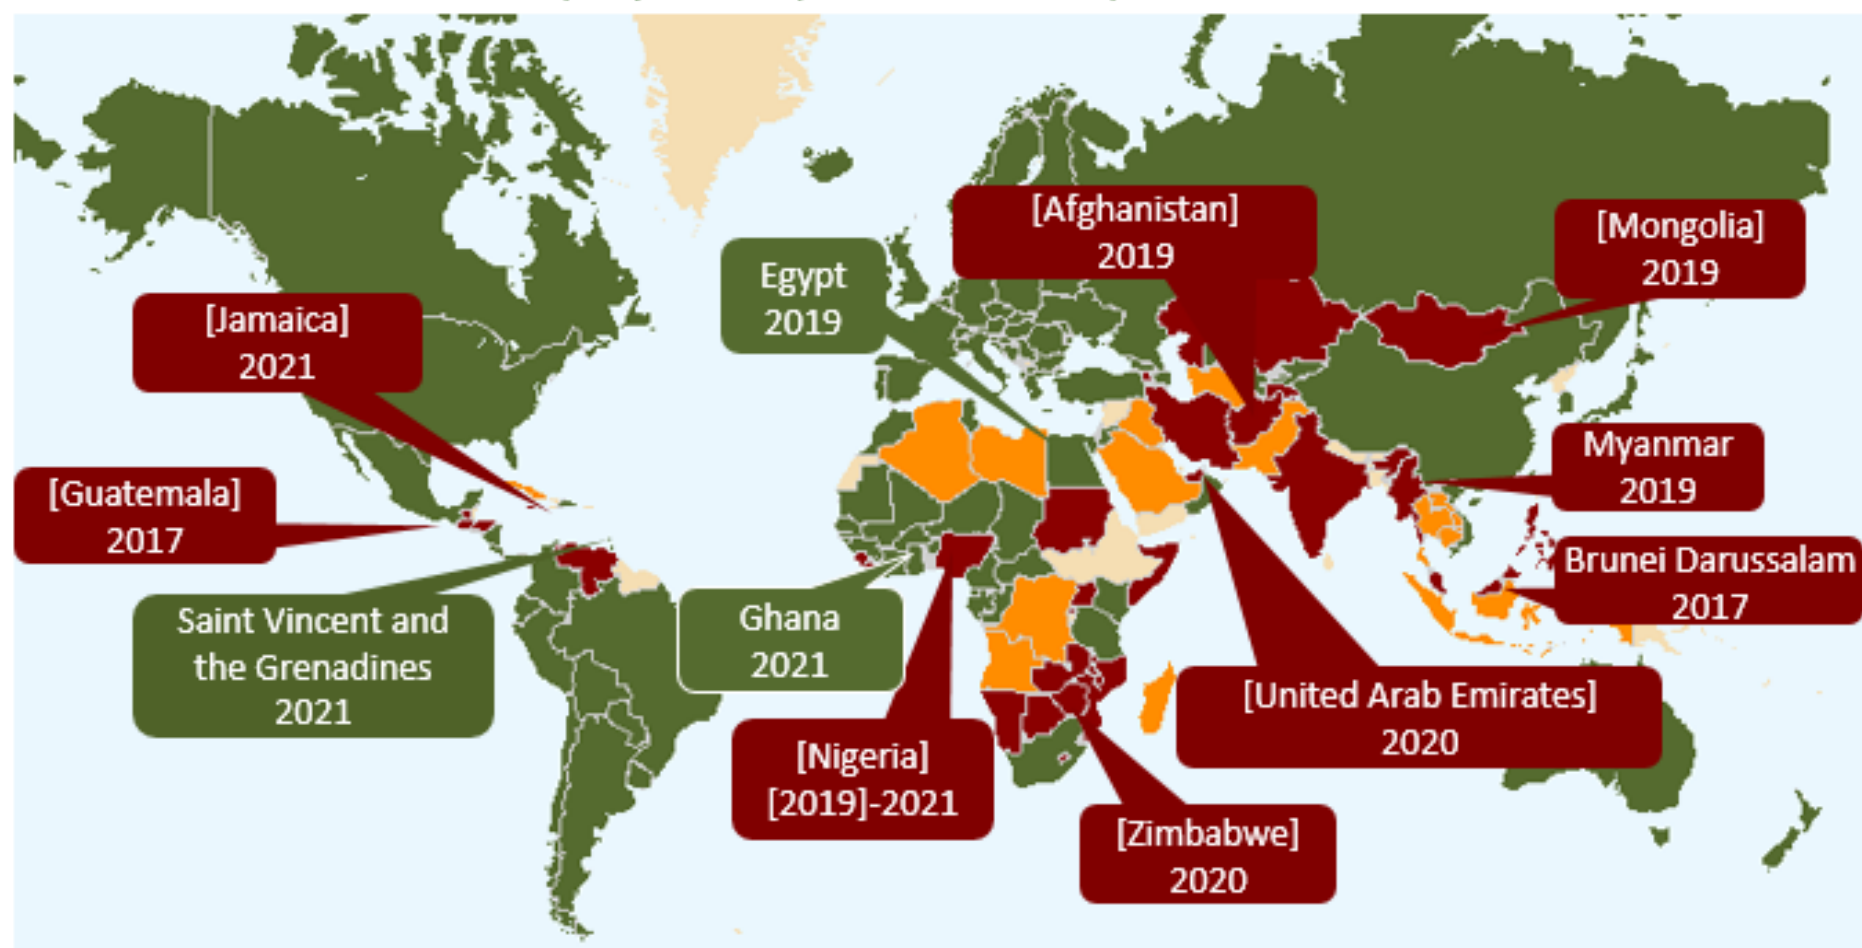 [Afghanistan]
2019
[Mongolia]
2019
Egypt
2019
[Jamaica]
2021
Myanmar
2019
[Guatemala]
2017
Brunei Darussalam
2017
Saint Vincent and
the Grenadines
2021
Ghana
2021
[United Arab Emirates]
2020
[Nigeria]
[2019]-2021
[Zimbabwe]
2020